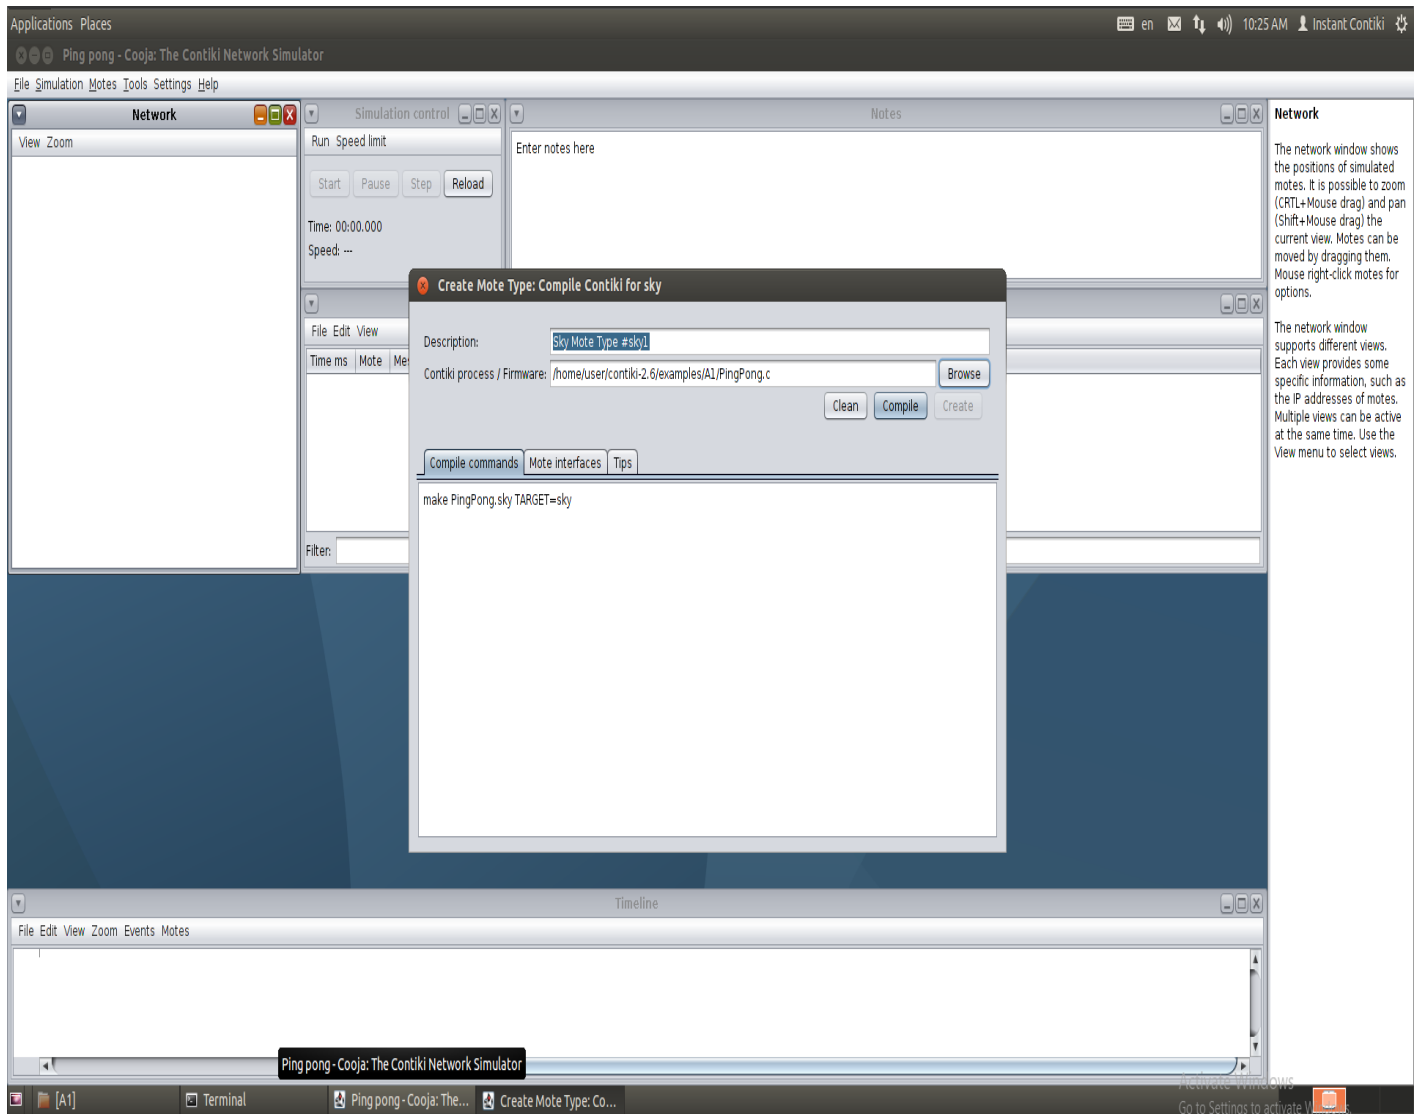 Applications Places
en
10:25 AM
Instant Contiki
Ping pong - Cooja: The Contiki Network Simulator
File Simulation Motes Tools Settings Help
Network
View Zoom
Simulation control
Run Speed limit
Start Pause Step Reload
Time: 00:00.000
Speed: ---
Notes
Enter notes here
File Edit View
Time ms Mote
Filter:
Create Mote Type: Compile Contiki for sky
Description: Sky Mote Type #sky1
Contiki process / Firmware: /home/user/contiki-2.6/examples/A1/PingPong.c Browse
Clean Compile Create
Compile commands Mote interfaces Tips
make PingPong.sky TARGET=sky
Network
The network window shows
the positions of simulated
motes. It is possible to zoom
(CRTL+Mouse drag) and pan
(Shift+Mouse drag) the
current view. Motes can be
moved by dragging them.
Mouse right-click motes for
options.
The network window
supports different views.
Each view provides some
specific information, such as
the IP addresses of motes.
Multiple views can be active
at the same time. Use the
View menu to select views.
Timeline
File Edit View Zoom Events Motes
Ping pong - Cooja: The Contiki Network Simulator
[A1]
Terminal
Ping pong - Cooja: The...
Create Mote Type: Co...
Activate Windows
Go to Settings to activate